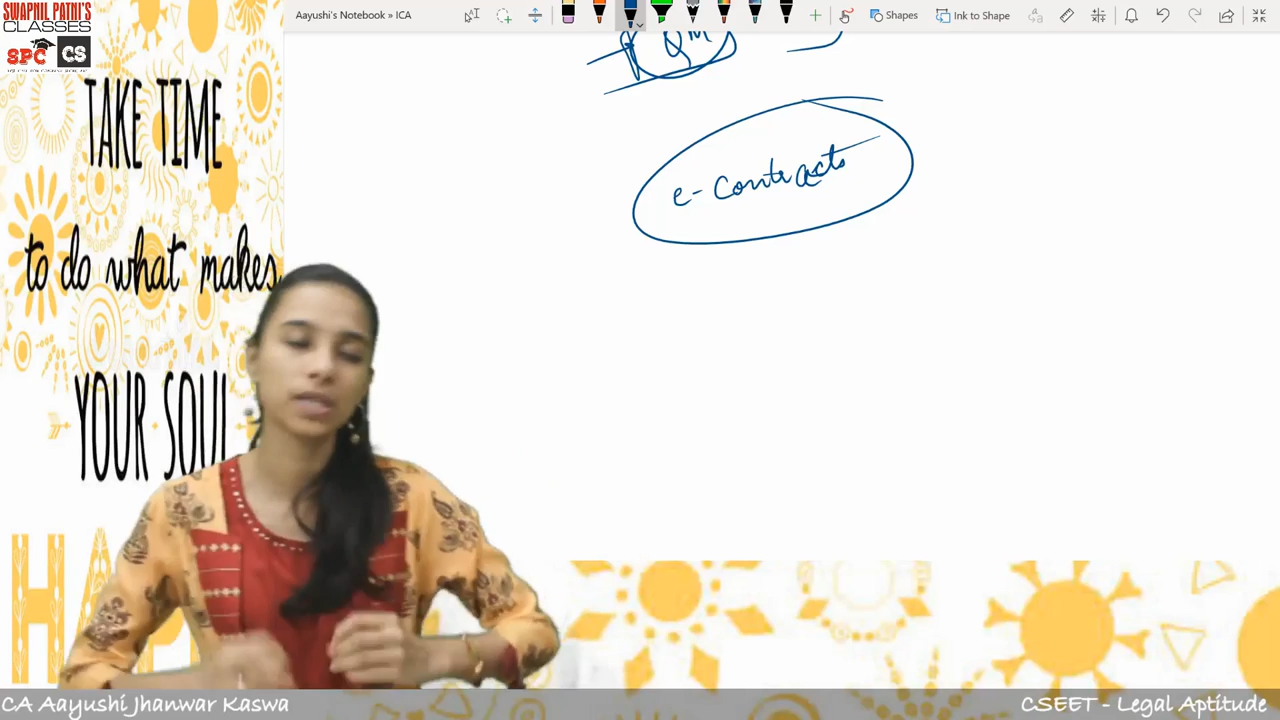 SWAPNIL PATNI'S
CLASSES
SPC CS
Aayushi's Notebook » ICA
Shapes
Ink to Shape
TAKE TIME
to do what makes
YOUR SOUL
HAP
e-contracts
CA Aayushi Jhanwar Kaswa
CSEET - Legal Aptitude